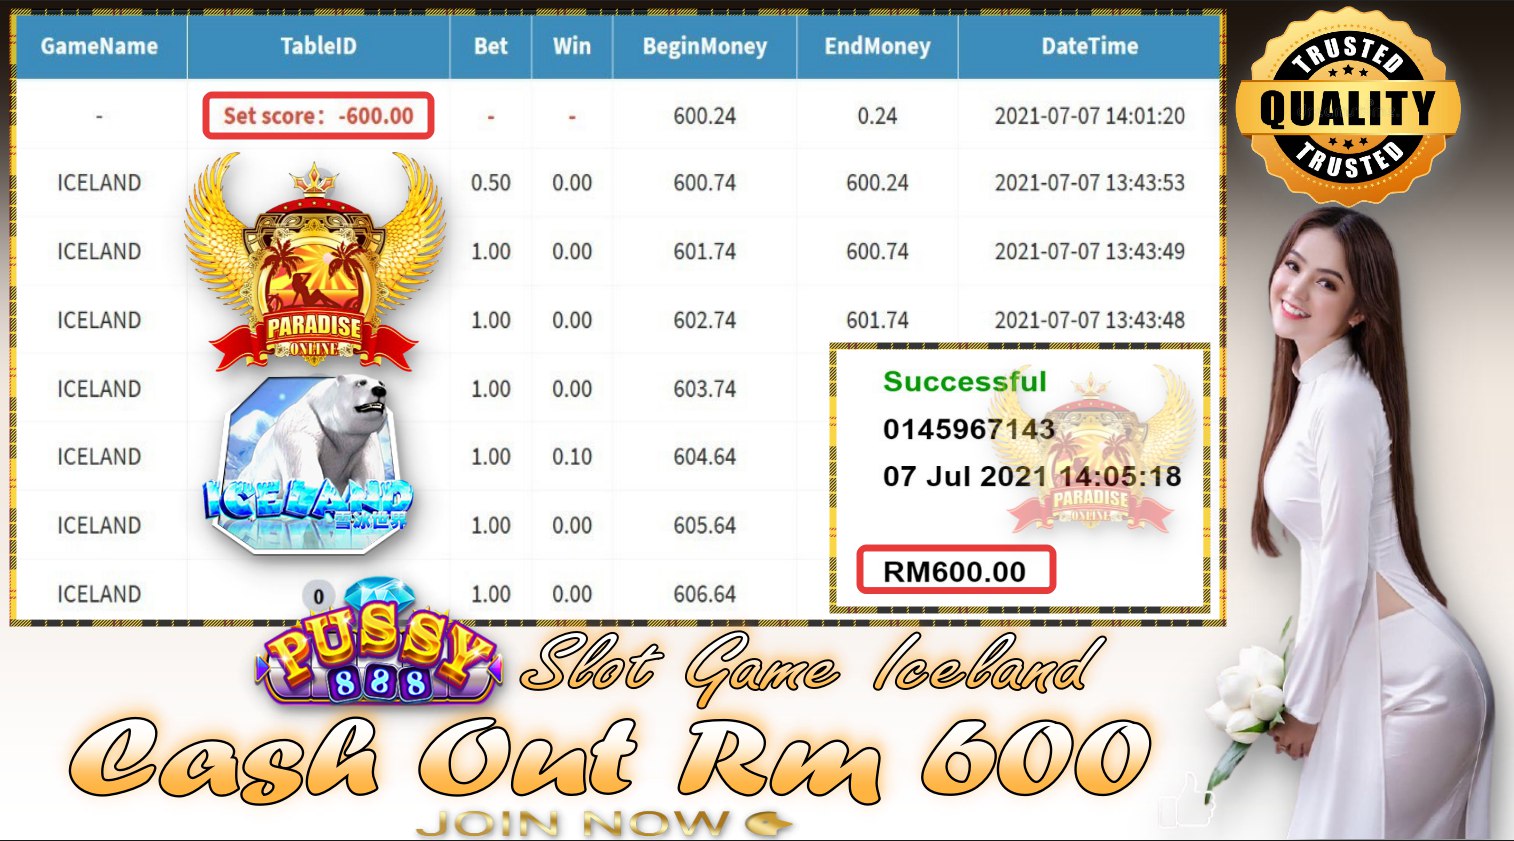 GameName TableID Bet Win BeginMoney EndMoney DateTime
- Set score: -600.00 - - 600.24 0.24 2021-07-07 14:01:20
ICELAND 0.50 0.00 600.74 600.24 2021-07-07 13:43:53
ICELAND 1.00 0.00 601.74 600.74 2021-07-07 13:43:49
ICELAND 1.00 0.00 602.74 601.74 2021-07-07 13:43:48
ICELAND 1.00 0.00 603.74
ICELAND 1.00 0.10 604.64
ICELAND 1.00 0.00 605.64
ICELAND 0 1.00 0.00 606.64
PARADISE
ONLINE
ICELAND
雪冰世界
Successful
0145967143
07 Jul 2021 14:05:18
PARADISE
ONLINE
RM600.00
TRUSTED
QUALITY
TRUSTED
PUSSY
888
Slot Game Iceland
Cash Out Rm 600
JOIN NOW